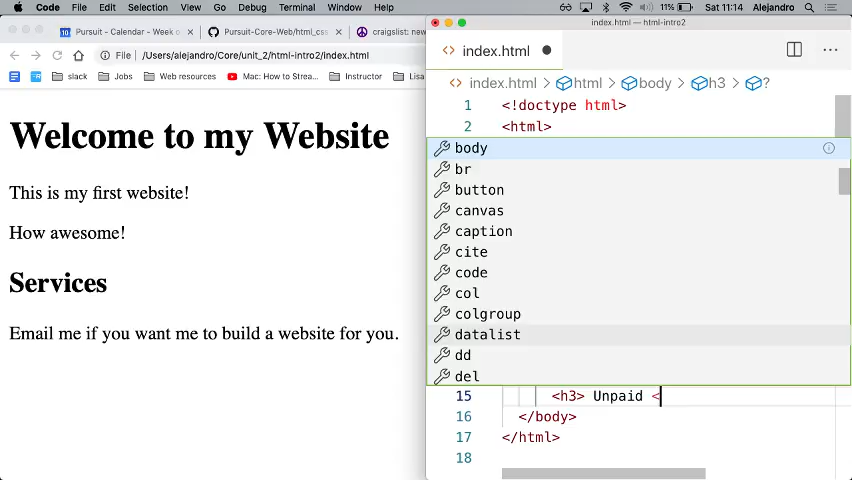 Code File Edit Selection View Go Debug Terminal Window Help 11% Sat 11:14 Alejandro
Pursuit - Calendar - Week o × Pursuit-Core-Web/html_css × craigslist: new
File /Users/alejandro/Core/unit_2/html-intro2/index.html
slack Jobs Web resources Mac: How to Strea... Instructor Lisa
Welcome to my Website
This is my first website!
How awesome!
Services
Email me if you want me to build a website for you.
index.html — html-intro2
index.html
index.html > html > body > h3 > ?
1 <!doctype html>
2 <html>
body
br
button
canvas
caption
cite
code
col
colgroup
datalist
dd
del
15 <h3> Unpaid <
16 </body>
17 </html>
18